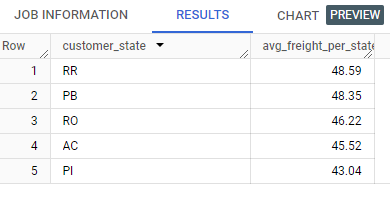 JOB INFORMATION RESULTS CHART PREVIEW
Row customer_state avg_freight_per_state
1 RR 48.59
2 PB 48.35
3 RO 46.22
4 AC 45.52
5 PI 43.04